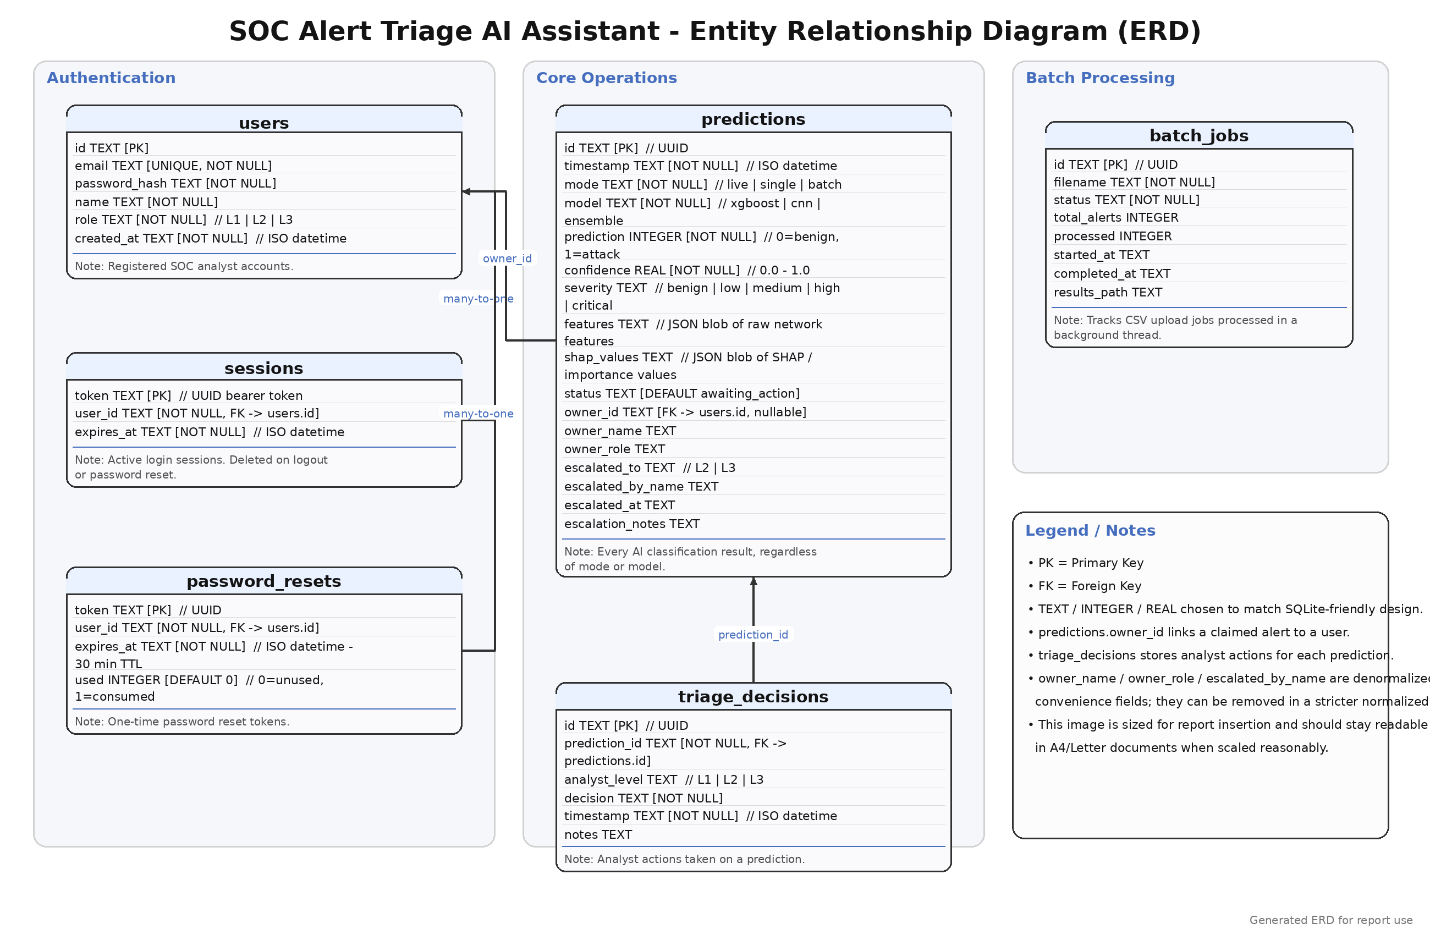 SOC Alert Triage AI Assistant - Entity Relationship Diagram (ERD)
Authentication
users
id TEXT [PK]
email TEXT [UNIQUE, NOT NULL]
password_hash TEXT [NOT NULL]
name TEXT [NOT NULL]
role TEXT [NOT NULL]  // L1 | L2 | L3
created_at TEXT [NOT NULL]  // ISO datetime
Note: Registered SOC analyst accounts.
sessions
token TEXT [PK]  // UUID bearer token
user_id TEXT [NOT NULL, FK -> users.id]
expires_at TEXT [NOT NULL]  // ISO datetime
Note: Active login sessions. Deleted on logout
or password reset.
password_resets
token TEXT [PK]  // UUID
user_id TEXT [NOT NULL, FK -> users.id]
expires_at TEXT [NOT NULL]  // ISO datetime -
30 min TTL
used INTEGER [DEFAULT 0]  // 0=unused,
1=consumed
Note: One-time password reset tokens.
owner_id
many-to-one
many-to-one
Core Operations
predictions
id TEXT [PK]  // UUID
timestamp TEXT [NOT NULL]  // ISO datetime
mode TEXT [NOT NULL]  // live | single | batch
model TEXT [NOT NULL]  // xgboost | cnn |
ensemble
prediction INTEGER [NOT NULL]  // 0=benign,
1=attack
confidence REAL [NOT NULL]  // 0.0 - 1.0
severity TEXT  // benign | low | medium | high
| critical
features TEXT  // JSON blob of raw network
features
shap_values TEXT  // JSON blob of SHAP /
importance values
status TEXT [DEFAULT awaiting_action]
owner_id TEXT [FK -> users.id, nullable]
owner_name TEXT
owner_role TEXT
escalated_to TEXT  // L2 | L3
escalated_by_name TEXT
escalated_at TEXT
escalation_notes TEXT
Note: Every AI classification result, regardless
of mode or model.
prediction_id
triage_decisions
id TEXT [PK]  // UUID
prediction_id TEXT [NOT NULL, FK ->
predictions.id]
analyst_level TEXT  // L1 | L2 | L3
decision TEXT [NOT NULL]
timestamp TEXT [NOT NULL]  // ISO datetime
notes TEXT
Note: Analyst actions taken on a prediction.
Batch Processing
batch_jobs
id TEXT [PK]  // UUID
filename TEXT [NOT NULL]
status TEXT [NOT NULL]
total_alerts INTEGER
processed INTEGER
started_at TEXT
completed_at TEXT
results_path TEXT
Note: Tracks CSV upload jobs processed in a
background thread.
Legend / Notes
• PK = Primary Key
• FK = Foreign Key
• TEXT / INTEGER / REAL chosen to match SQLite-friendly design.
• predictions.owner_id links a claimed alert to a user.
• triage_decisions stores analyst actions for each prediction.
• owner_name / owner_role / escalated_by_name are denormalized
convenience fields; they can be removed in a stricter normalized
• This image is sized for report insertion and should stay readable
in A4/Letter documents when scaled reasonably.
Generated ERD for report use